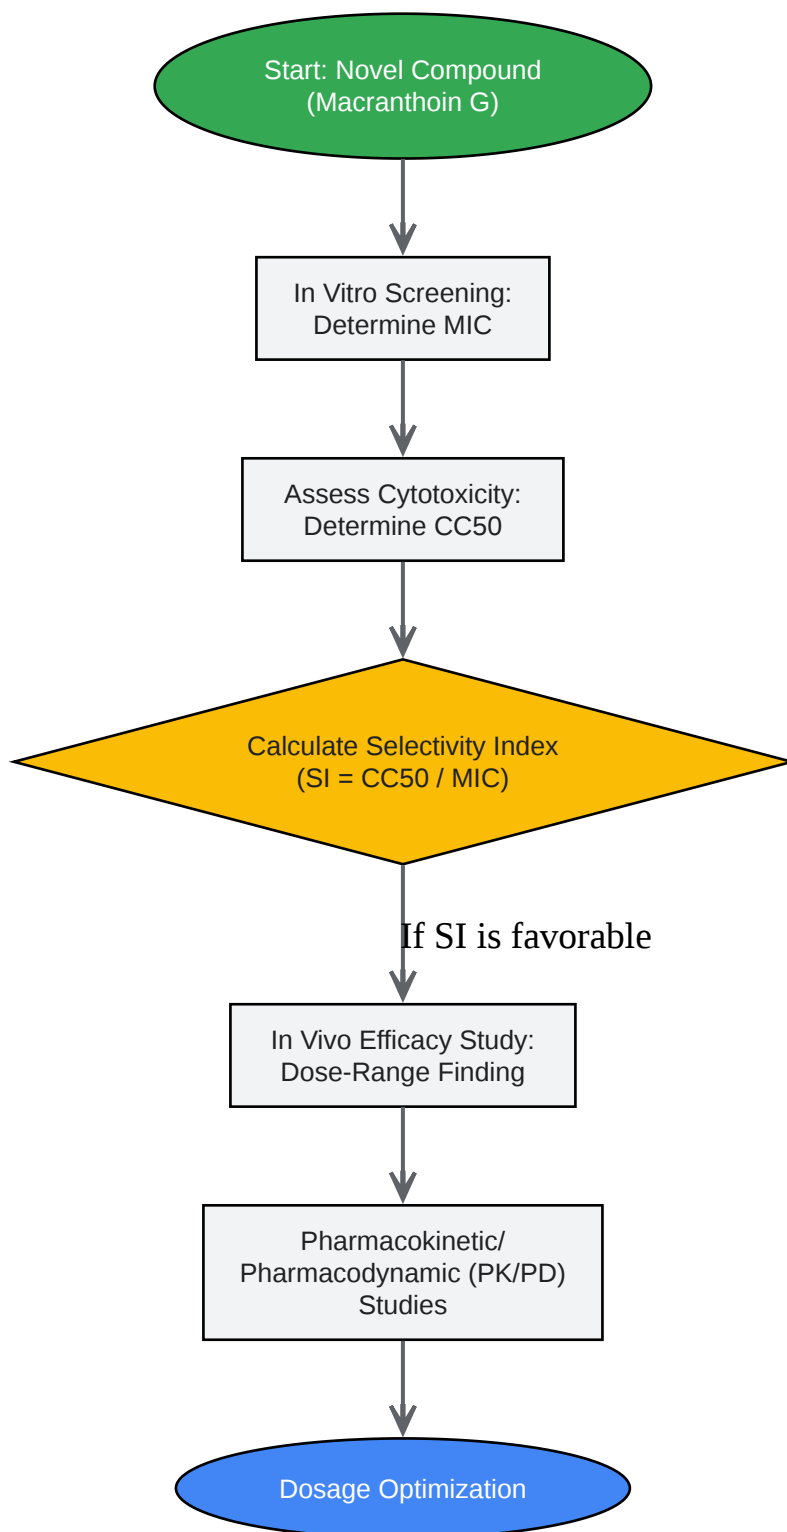 Start: Novel Compound
(Macranthoin G)
In Vitro Screening:
Determine MIC
Assess Cytotoxicity:
Determine CC50
Calculate Selectivity Index
(SI = CC50 / MIC)
If SI is favorable
In Vivo Efficacy Study:
Dose-Range Finding
Pharmacokinetic/
Pharmacodynamic (PK/PD)
Studies
Dosage Optimization